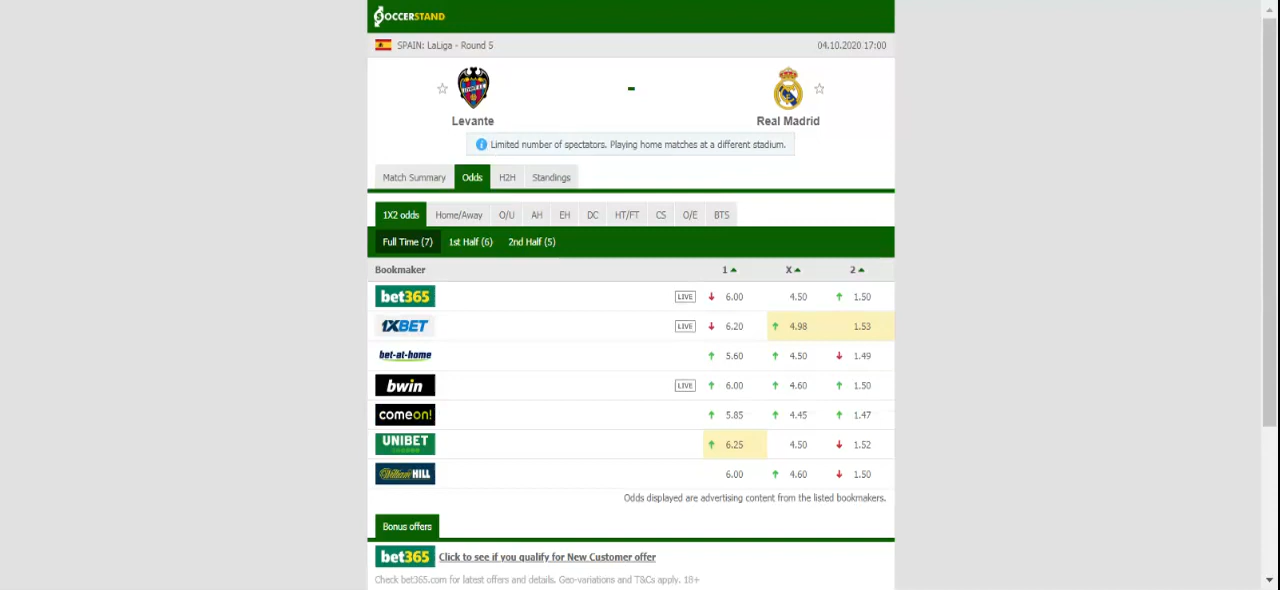 SOCCERSTAND
SPAIN: LaLiga - Round 5 04.10.2020 17:00
Levante - Real Madrid
Limited number of spectators. Playing home matches at a different stadium.
Match Summary Odds H2H Standings
1X2 odds Home/Away O/U AH EH DC HT/FT CS O/E BTS
Full Time (7) 1st Half (6) 2nd Half (5)
Bookmaker 1 X 2
bet365 LIVE 6.00 4.50 1.50
1XBET LIVE 6.20 4.98 1.53
bet-at-home 5.60 4.50 1.49
bwin LIVE 6.00 4.60 1.50
comeon! 5.85 4.45 1.47
UNIBET 6.25 4.50 1.52
William HILL 6.00 4.60 1.50
Odds displayed are advertising content from the listed bookmakers.
Bonus offers
bet365 Click to see if you qualify for New Customer offer
Check bet365.com for latest offers and details. Geo-variations and T&Cs apply. 18+